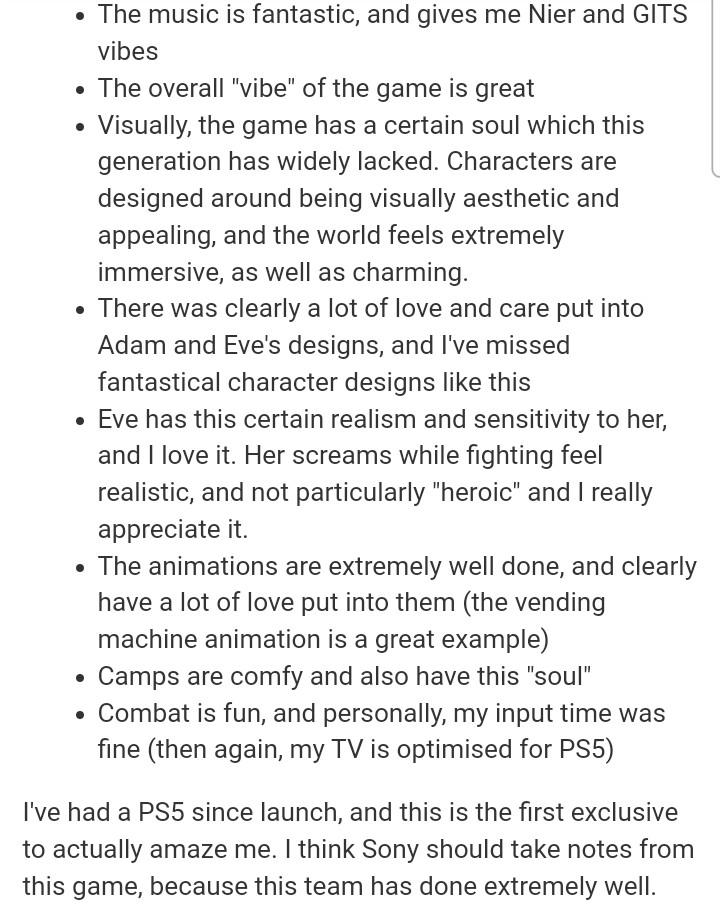 • The music is fantastic, and gives me Nier and GITS
vibes
• The overall "vibe" of the game is great
• Visually, the game has a certain soul which this
generation has widely lacked. Characters are
designed around being visually aesthetic and
appealing, and the world feels extremely
immersive, as well as charming.
• There was clearly a lot of love and care put into
Adam and Eve's designs, and I've missed
fantastical character designs like this
• Eve has this certain realism and sensitivity to her,
and I love it. Her screams while fighting feel
realistic, and not particularly "heroic" and I really
appreciate it.
• The animations are extremely well done, and clearly
have a lot of love put into them (the vending
machine animation is a great example)
• Camps are comfy and also have this "soul"
• Combat is fun, and personally, my input time was
fine (then again, my TV is optimised for PS5)
I've had a PS5 since launch, and this is the first exclusive
to actually amaze me. I think Sony should take notes from
this game, because this team has done extremely well.